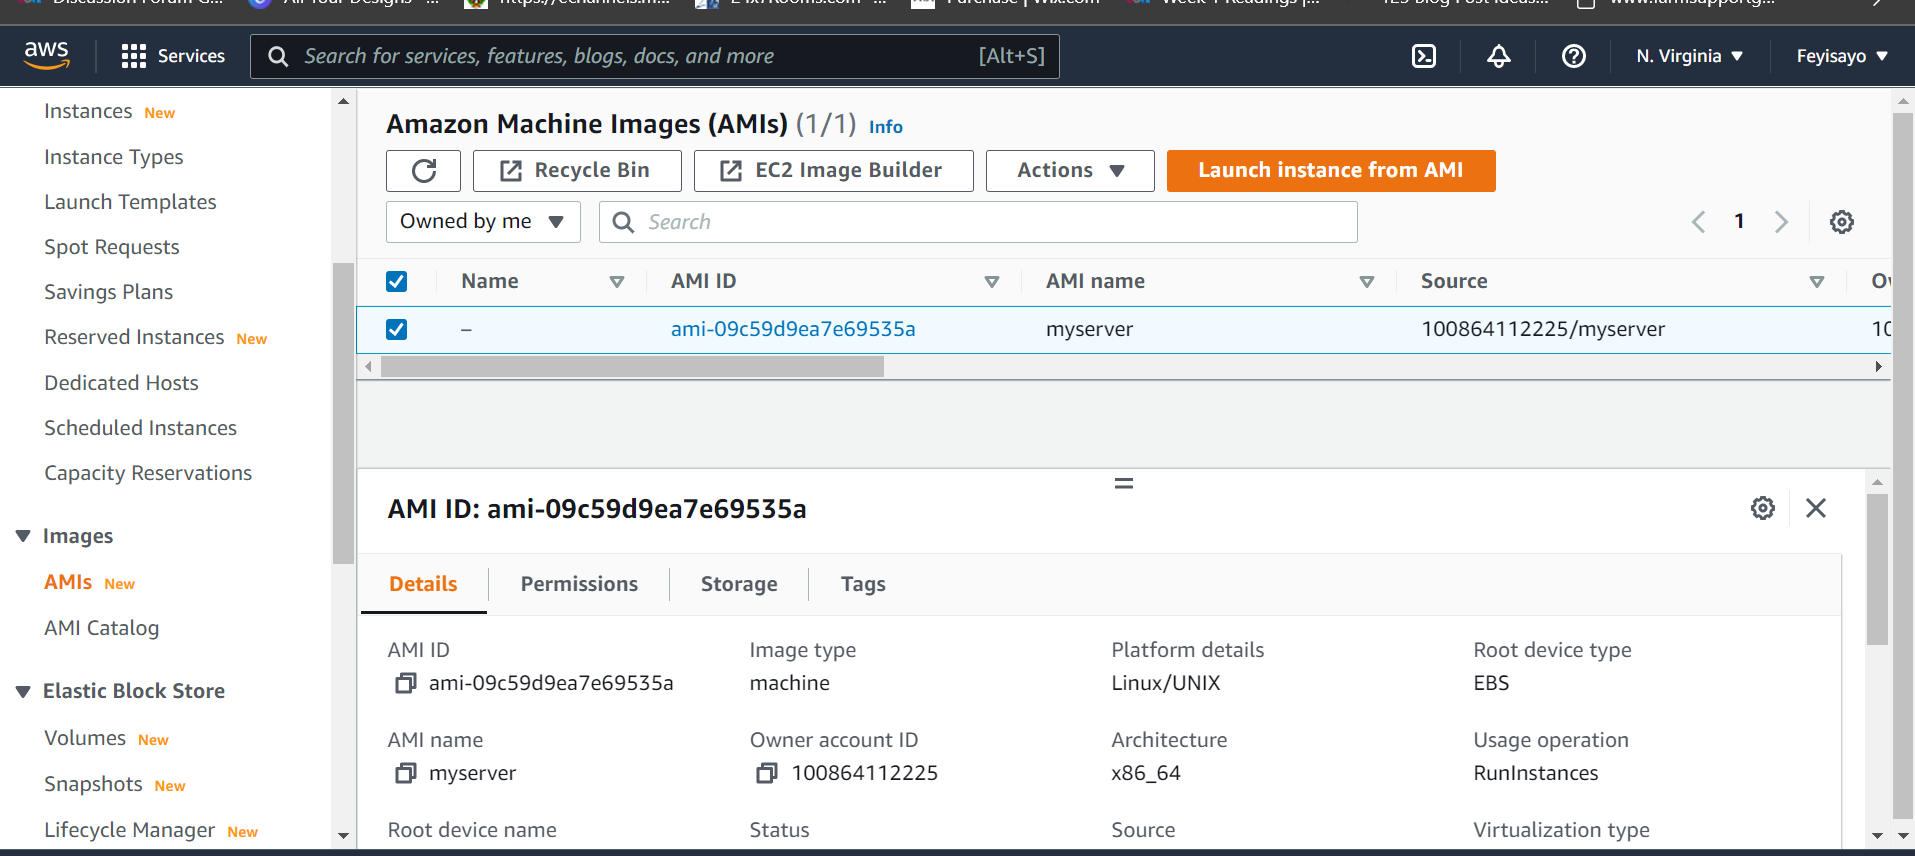 aws
Services
Search for services, features, blogs, docs, and more [Alt+S]
N. Virginia
Feyisayo
Instances New
Instance Types
Launch Templates
Spot Requests
Savings Plans
Reserved Instances New
Dedicated Hosts
Scheduled Instances
Capacity Reservations
Images
AMIs New
AMI Catalog
Elastic Block Store
Volumes New
Snapshots New
Lifecycle Manager New
Amazon Machine Images (AMIs) (1/1) Info
Recycle Bin
EC2 Image Builder
Actions
Launch instance from AMI
Owned by me
Search
1
Name AMI ID AMI name Source
– ami-09c59d9ea7e69535a myserver 100864112225/myserver
AMI ID: ami-09c59d9ea7e69535a
Details Permissions Storage Tags
AMI ID Image type Platform details Root device type
ami-09c59d9ea7e69535a machine Linux/UNIX EBS
AMI name Owner account ID Architecture Usage operation
myserver 100864112225 x86_64 RunInstances
Root device name Status Source Virtualization type